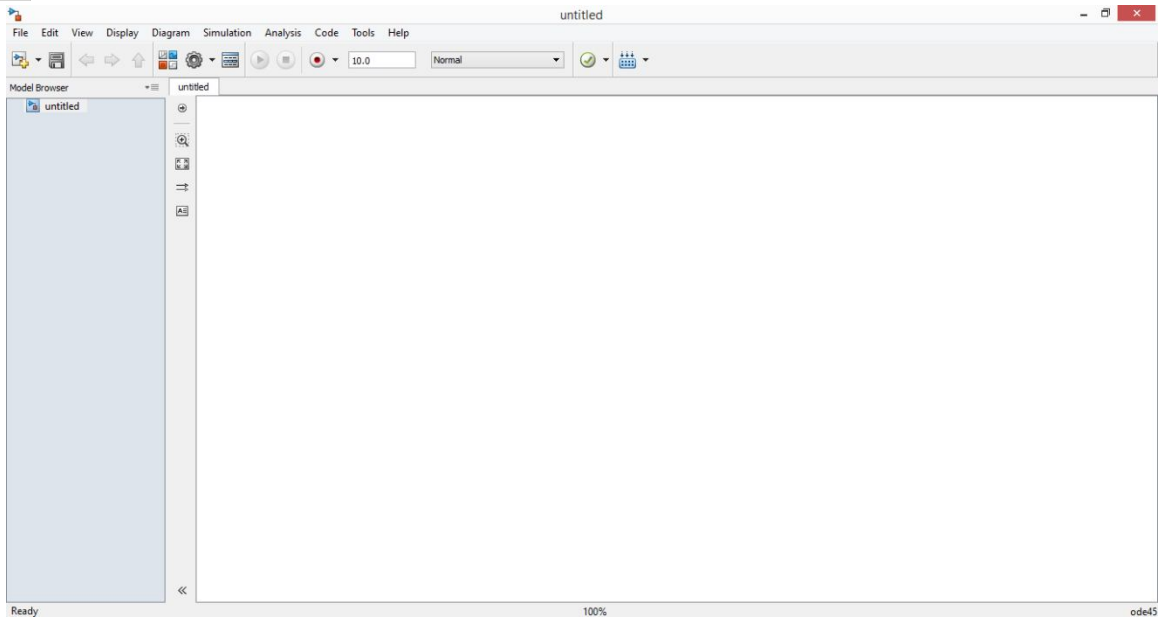 untitled
File Edit View Display Diagram Simulation Analysis Code Tools Help
10.0 Normal
Model Browser untitled
untitled
Ready 100% ode45